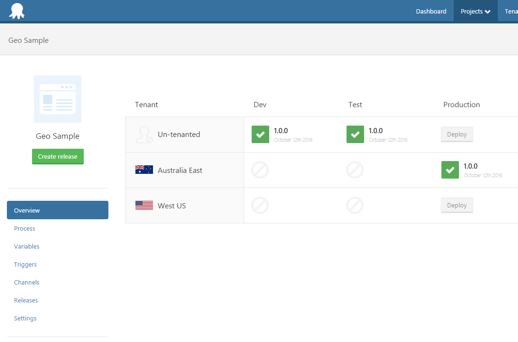 Dashboard Projects Tena
Geo Sample
Geo Sample
Create release
Overview
Process
Variables
Triggers
Channels
Releases
Settings
Tenant Dev Test Production
Un-tenanted 1.0.0 October 12th 2016 1.0.0 October 12th 2016 Deploy
Australia East 1.0.0 October 12th 2016
West US Deploy